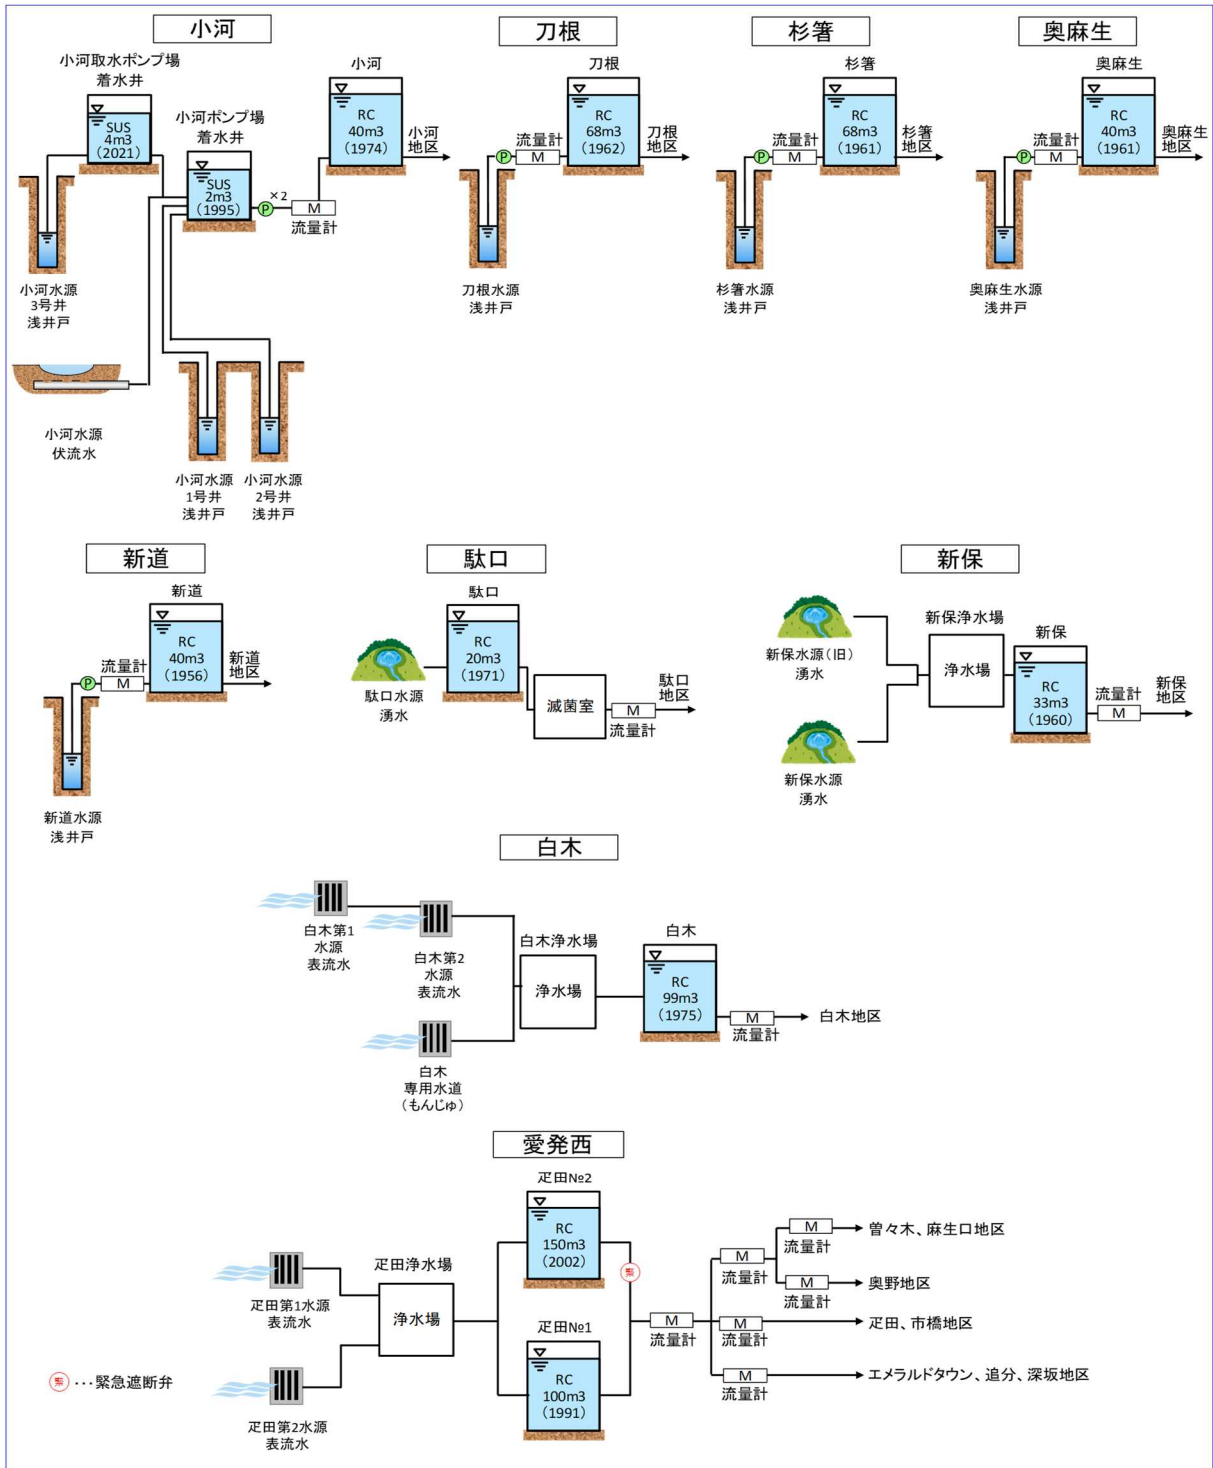 小河
小河取水ポンプ場
着水井
SUS
4m3
(2021)
小河ポンプ場
着水井
SUS
2m3
(1995)
P
×2
M
流量計
小河
RC
40m3
(1974)
小河
地区
小河水源
3号井
浅井戸
小河水源
伏流水
小河水源
1号井
浅井戸
小河水源
2号井
浅井戸
刀根
刀根
RC
68m3
(1962)
流量計
P
M
刀根
地区
刀根水源
浅井戸
杉箸
杉箸
RC
68m3
(1961)
流量計
P
M
杉箸
地区
杉箸水源
浅井戸
奥麻生
奥麻生
RC
40m3
(1961)
流量計
P
M
奥麻生
地区
奥麻生水源
浅井戸
新道
新道
RC
40m3
(1956)
流量計
P
M
新道
地区
新道水源
浅井戸
駄口
駄口
RC
20m3
(1971)
駄口水源
湧水
滅菌室
M
流量計
駄口
地区
新保
新保水源(旧)
湧水
新保水源
湧水
新保浄水場
浄水場
新保
RC
33m3
(1960)
流量計
M
新保
地区
白木
白木第1
水源
表流水
白木第2
水源
表流水
白木
専用水道
(もんじゅ)
白木浄水場
浄水場
白木
RC
99m3
(1975)
M
流量計
白木地区
愛発西
疋田第1水源
表流水
疋田第2水源
表流水
疋田浄水場
浄水場
疋田№2
RC
150m3
(2002)
疋田№1
RC
100m3
(1991)
緊
M
流量計
M
流量計
M
流量計
曽々木、麻生口地区
M
流量計
奥野地区
M
流量計
疋田、市橋地区
M
流量計
エメラルドタウン、追分、深坂地区
緊…緊急遮断弁